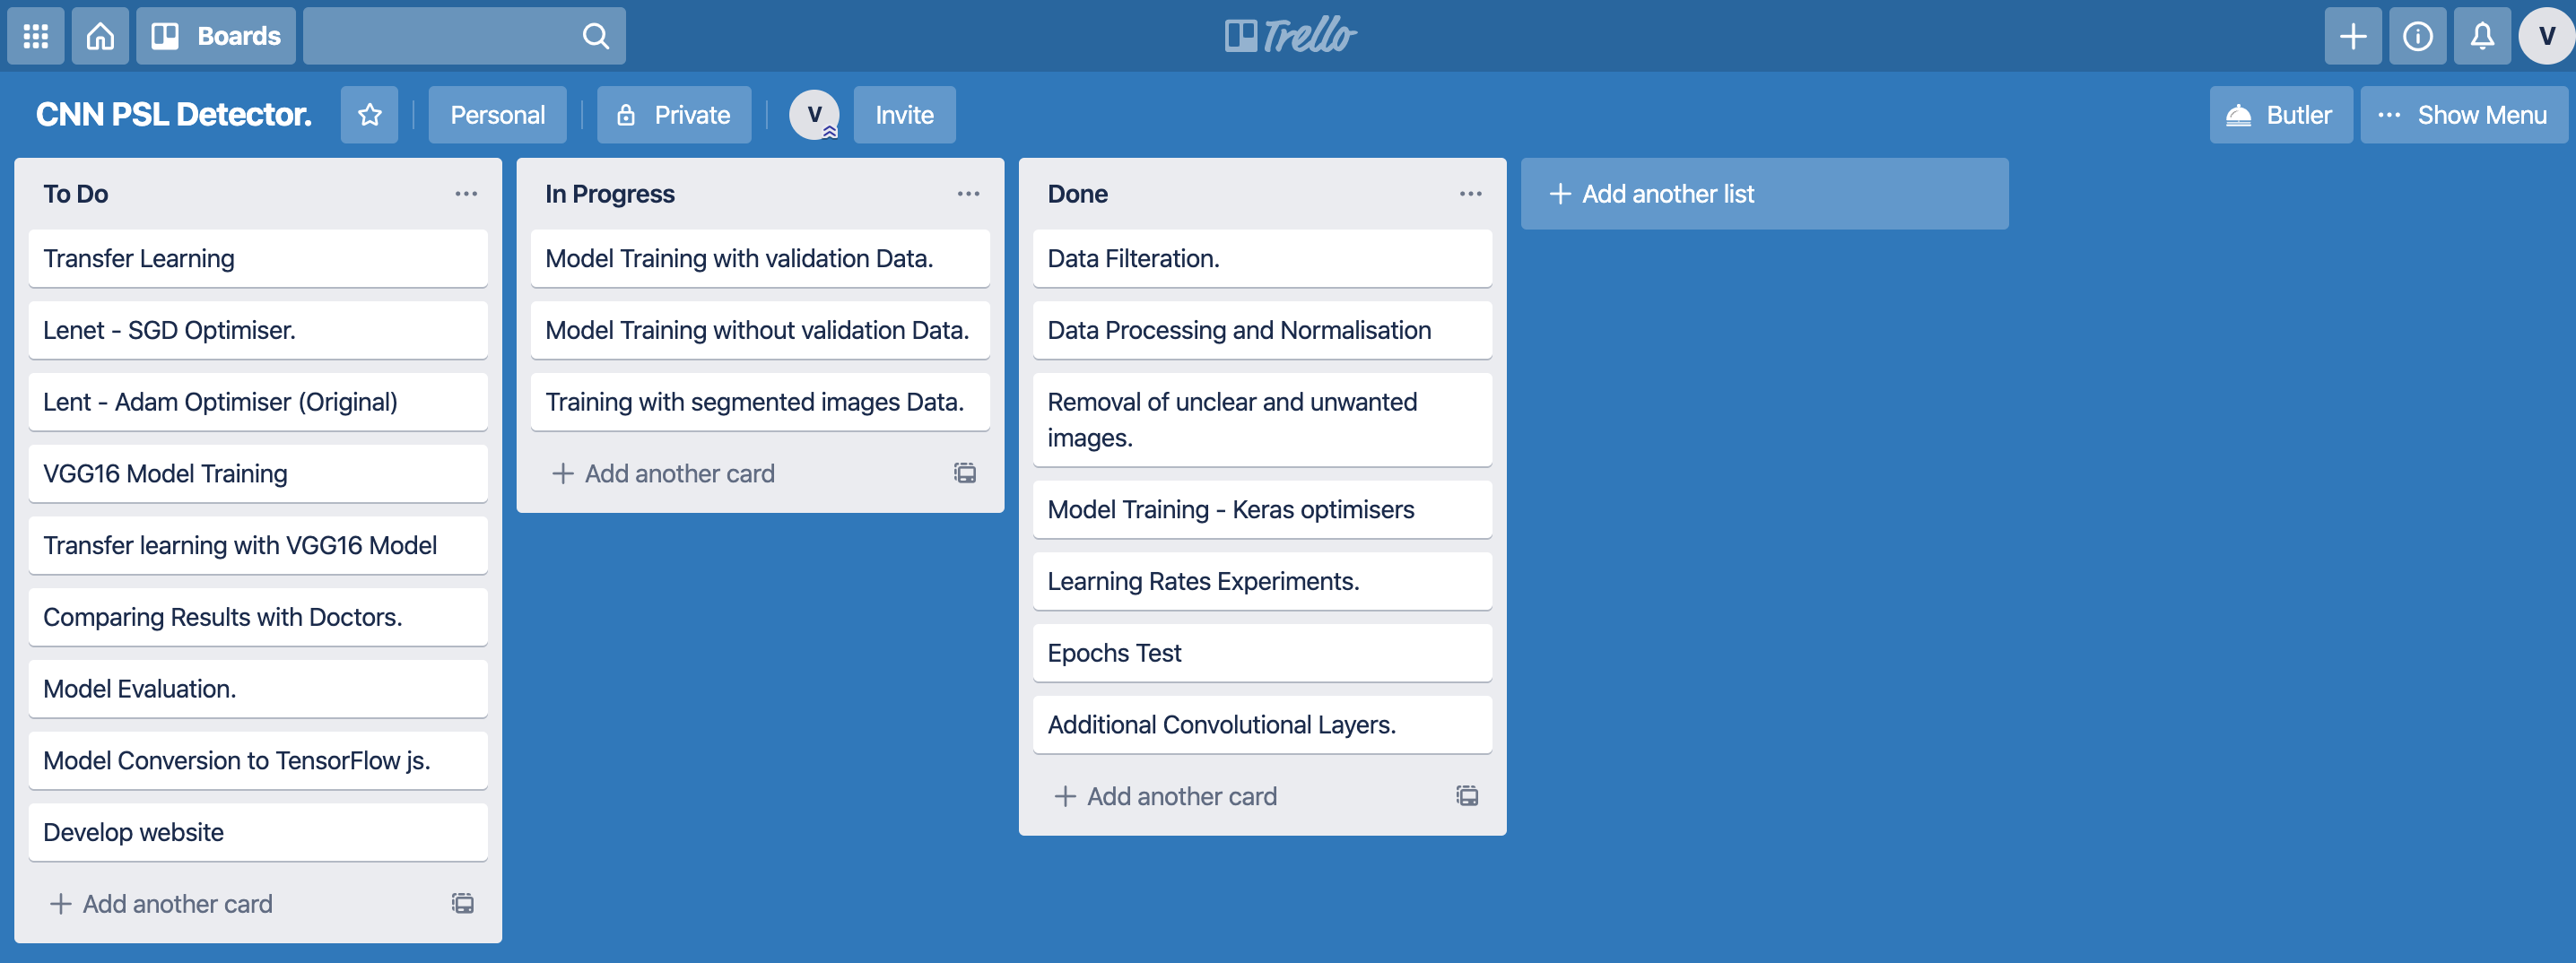 Boards
Trello
V
CNN PSL Detector.
Personal
Private
V
Invite
Butler
Show Menu
To Do
Transfer Learning
Lenet - SGD Optimiser.
Lent - Adam Optimiser (Original)
VGG16 Model Training
Transfer learning with VGG16 Model
Comparing Results with Doctors.
Model Evaluation.
Model Conversion to TensorFlow js.
Develop website
Add another card
In Progress
Model Training with validation Data.
Model Training without validation Data.
Training with segmented images Data.
Add another card
Done
Data Filteration.
Data Processing and Normalisation
Removal of unclear and unwanted
images.
Model Training - Keras optimisers
Learning Rates Experiments.
Epochs Test
Additional Convolutional Layers.
Add another card
Add another list